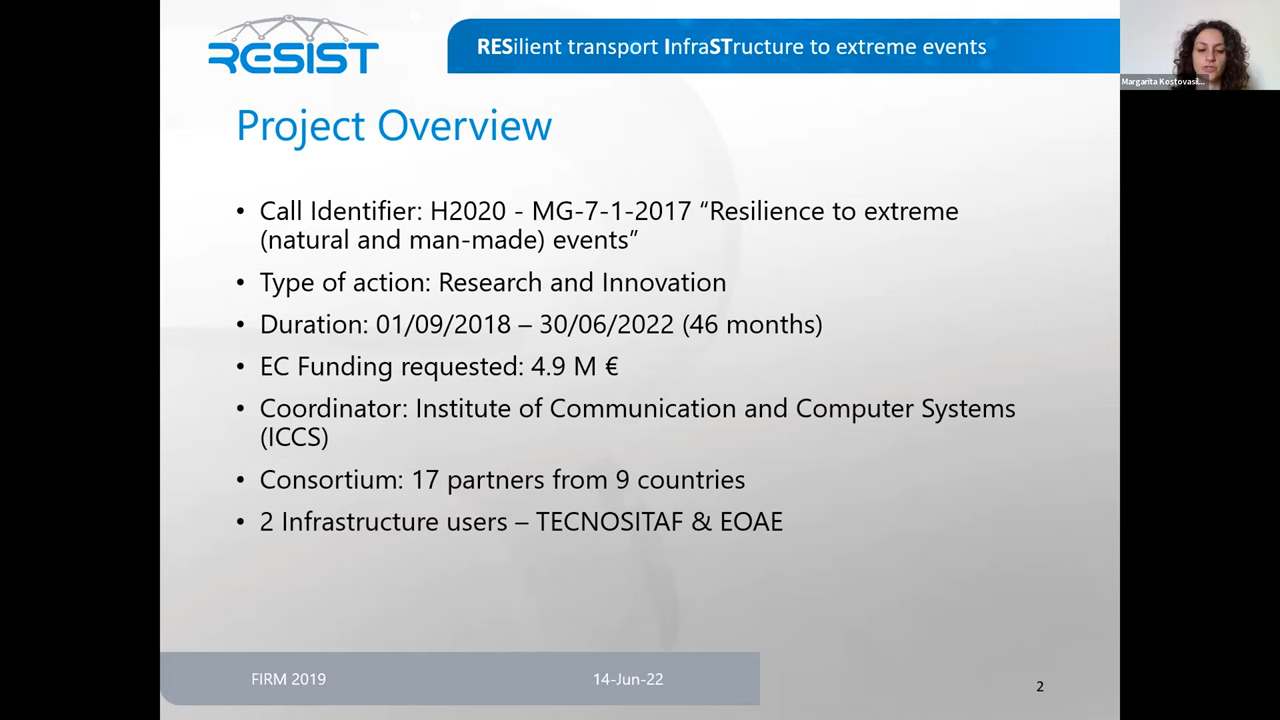 RESIST
RESilient transport InfraSTructure to extreme events
Margarita Kostovasil...
Project Overview
• Call Identifier: H2020 - MG-7-1-2017 “Resilience to extreme
(natural and man-made) events”
• Type of action: Research and Innovation
• Duration: 01/09/2018 – 30/06/2022 (46 months)
• EC Funding requested: 4.9 M €
• Coordinator: Institute of Communication and Computer Systems
(ICCS)
• Consortium: 17 partners from 9 countries
• 2 Infrastructure users – TECNOSITAF & EOAE
FIRM 2019
14-Jun-22
2